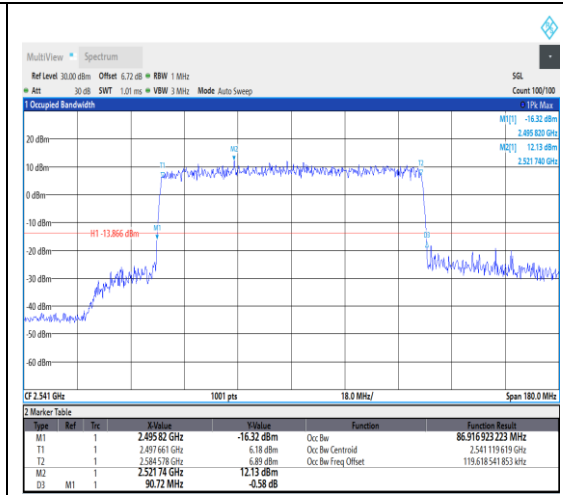 MultiView Spectrum
Ref Level 30.00 dBm Offset 6.72 dB RBW 1 MHz SGL
Att 30 dB SWT 1.01 ms VBW 3 MHz Mode Auto Sweep Count 100/100
1 Occupied Bandwidth 1Pk Max
M1[1] -16.32 dBm
2.495 820 GHz
M2[1] 12.13 dBm
2.521 740 GHz
20 dBm
M2
T1 T2
10 dBm
0 dBm
-10 dBm
M1
H1 -13.866 dBm
D3
-20 dBm
-30 dBm
-40 dBm
-50 dBm
-60 dBm
CF 2.541 GHz 1001 pts 18.0 MHz/ Span 180.0 MHz
2 Marker Table
Type Ref Trc X-Value Y-Value Function Function Result
M1 1 2.495 82 GHz -16.32 dBm Occ Bw 86.916 923 223 MHz
T1 1 2.497 661 GHz 6.18 dBm Occ Bw Centroid 2.541 119 619 GHz
T2 1 2.584 578 GHz 6.89 dBm Occ Bw Freq Offset 119.618 541 853 kHz
M2 1 2.521 74 GHz 12.13 dBm
D3 M1 1 90.72 MHz -0.58 dB